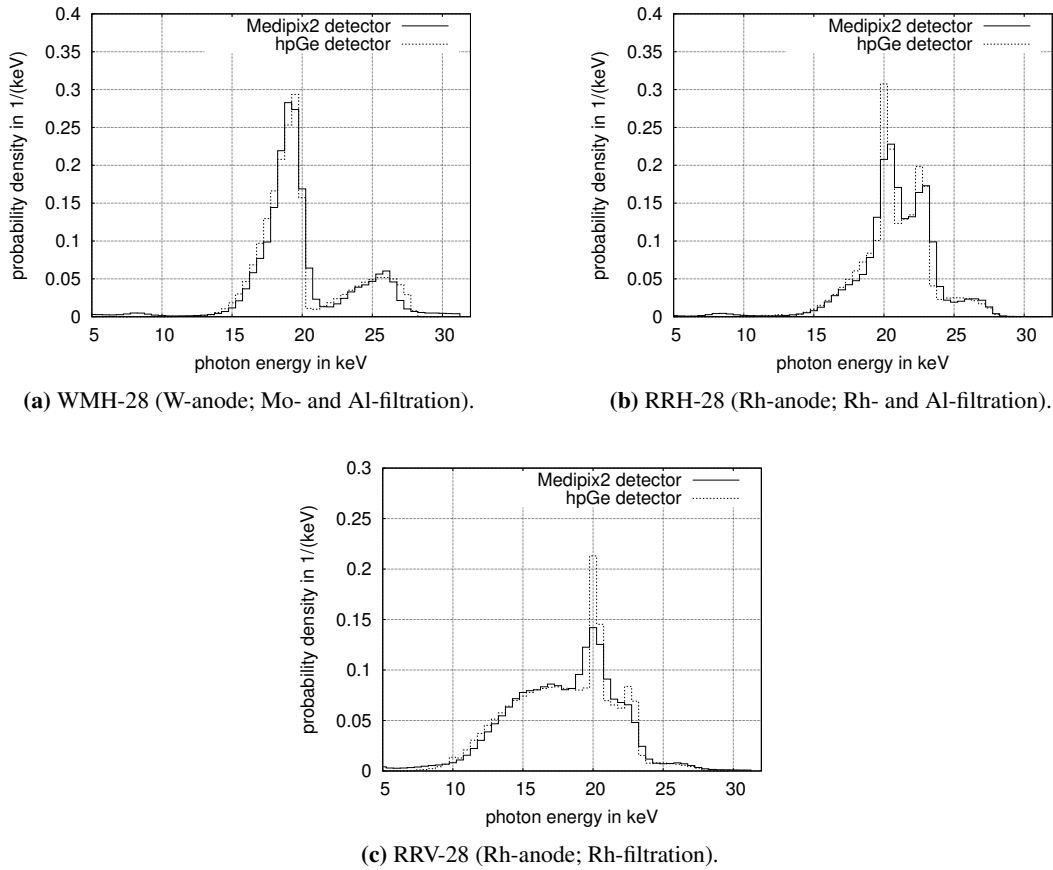 Medipix2 detector
hpGe detector
probability density in 1/(keV)
0.4
0.35
0.3
0.25
0.2
0.15
0.1
0.05
0
5 10 15 20 25 30
photon energy in keV
(a) WMH-28 (W-anode; Mo- and Al-filtration).
Medipix2 detector
hpGe detector
probability density in 1/(keV)
0.4
0.35
0.3
0.25
0.2
0.15
0.1
0.05
0
5 10 15 20 25 30
photon energy in keV
(b) RRH-28 (Rh-anode; Rh- and Al-filtration).
Medipix2 detector
hpGe detector
probability density in 1/(keV)
0.3
0.25
0.2
0.15
0.1
0.05
0
5 10 15 20 25 30
photon energy in keV
(c) RRV-28 (Rh-anode; Rh-filtration).